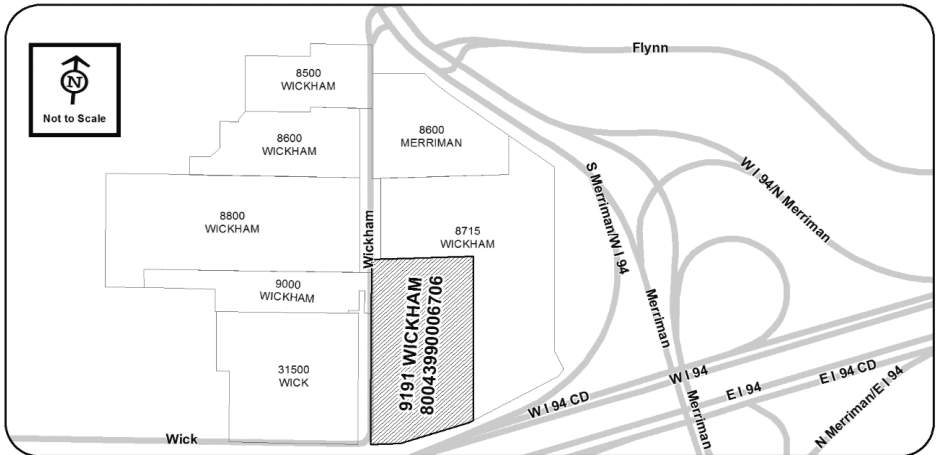 N
Not to Scale
8500
WICKHAM
8600
WICKHAM
8600
MERRIMAN
8800
WICKHAM
8715
WICKHAM
9000
WICKHAM
31500
WICK
9191 WICKHAM
80043990006706
Wickham
Wick
Flynn
W I 94/N Merriman
S Merriman/W I 94
Merriman
W I 94
W I 94 CD
E I 94
E I 94 CD
Merriman
N Merriman/E I 94